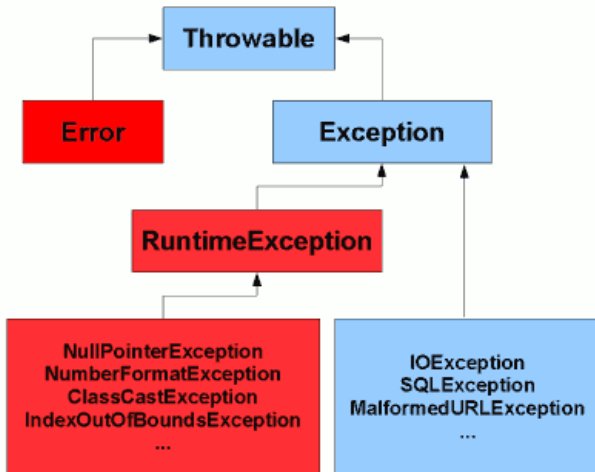 Throwable
Error
Exception
RuntimeException
NullPointerException
NumberFormatException
ClassCastException
IndexOutOfBoundsException
...
IOException
SQLException
MalformedURLException
...